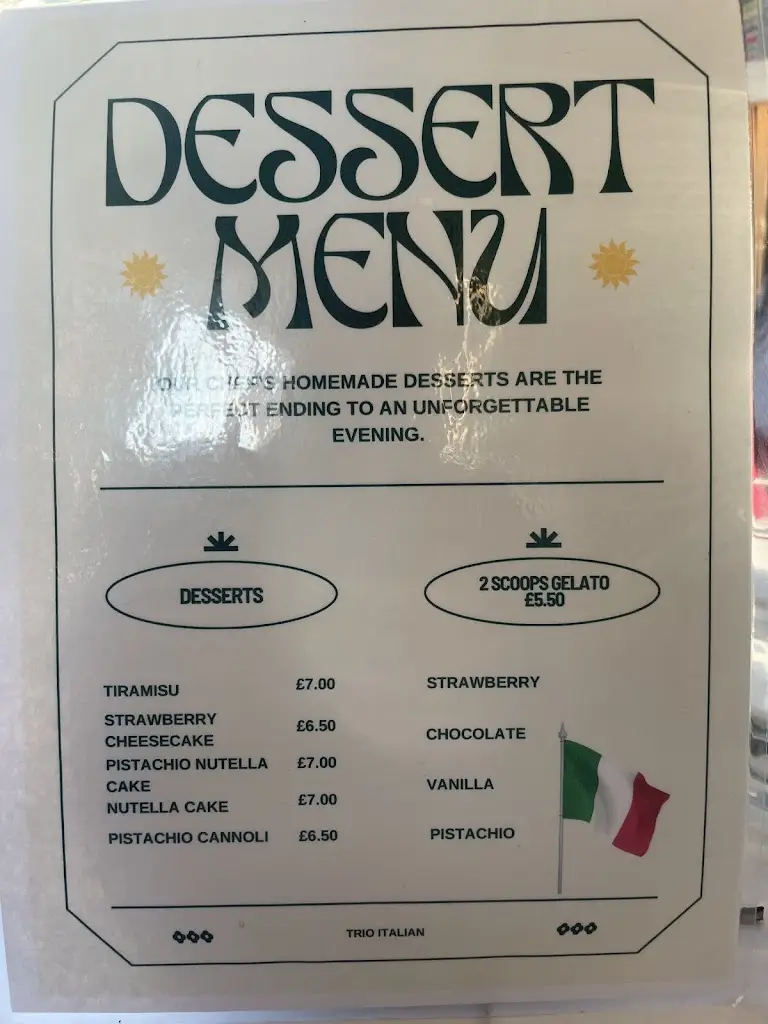 DESSERT
MENU
OUR CHEF'S HOMEMADE DESSERTS ARE THE
PERFECT ENDING TO AN UNFORGETTABLE
EVENING.
DESSERTS
TIRAMISU £7.00
STRAWBERRY
CHEESECAKE £6.50
PISTACHIO NUTELLA £7.00
CAKE
NUTELLA CAKE £7.00
PISTACHIO CANNOLI £6.50
2 SCOOPS GELATO
£5.50
STRAWBERRY
CHOCOLATE
VANILLA
PISTACHIO
TRIO ITALIAN